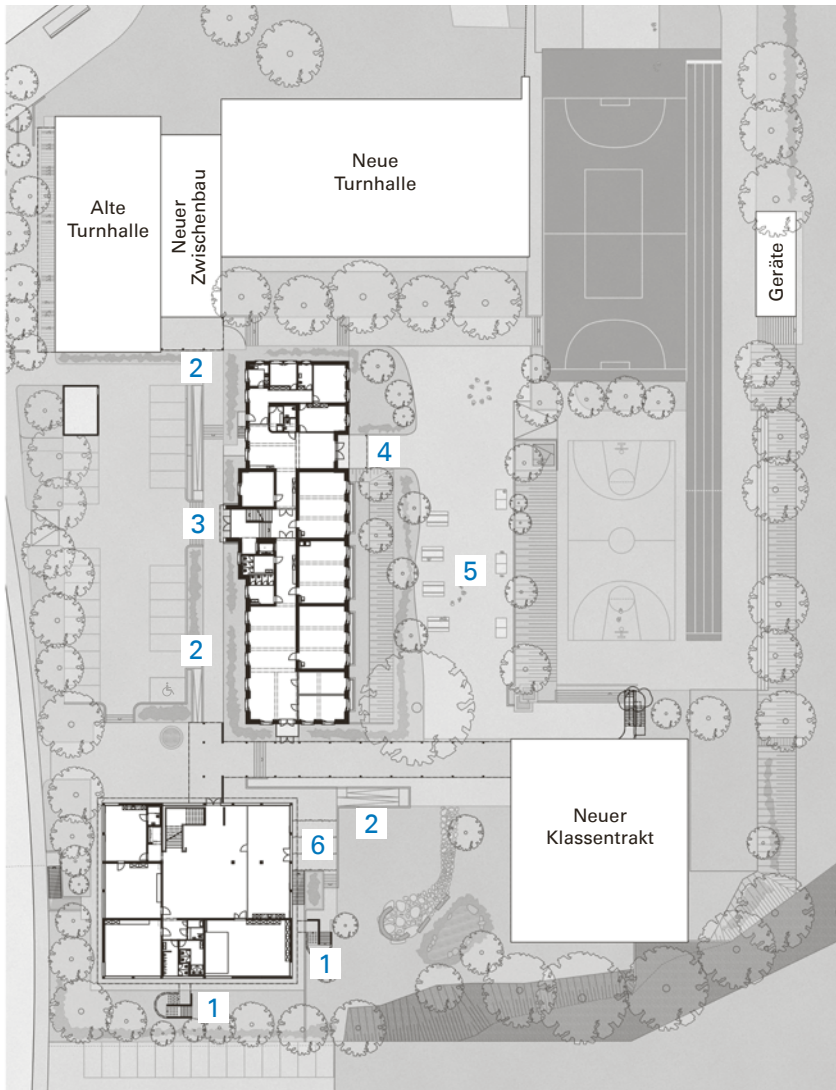 Neue
Turnhalle
Alte
Turnhalle
Neuer
Zwischenbau
Geräte
2
4
3
5
2
2
6
Neuer
Klassentrakt
1
1